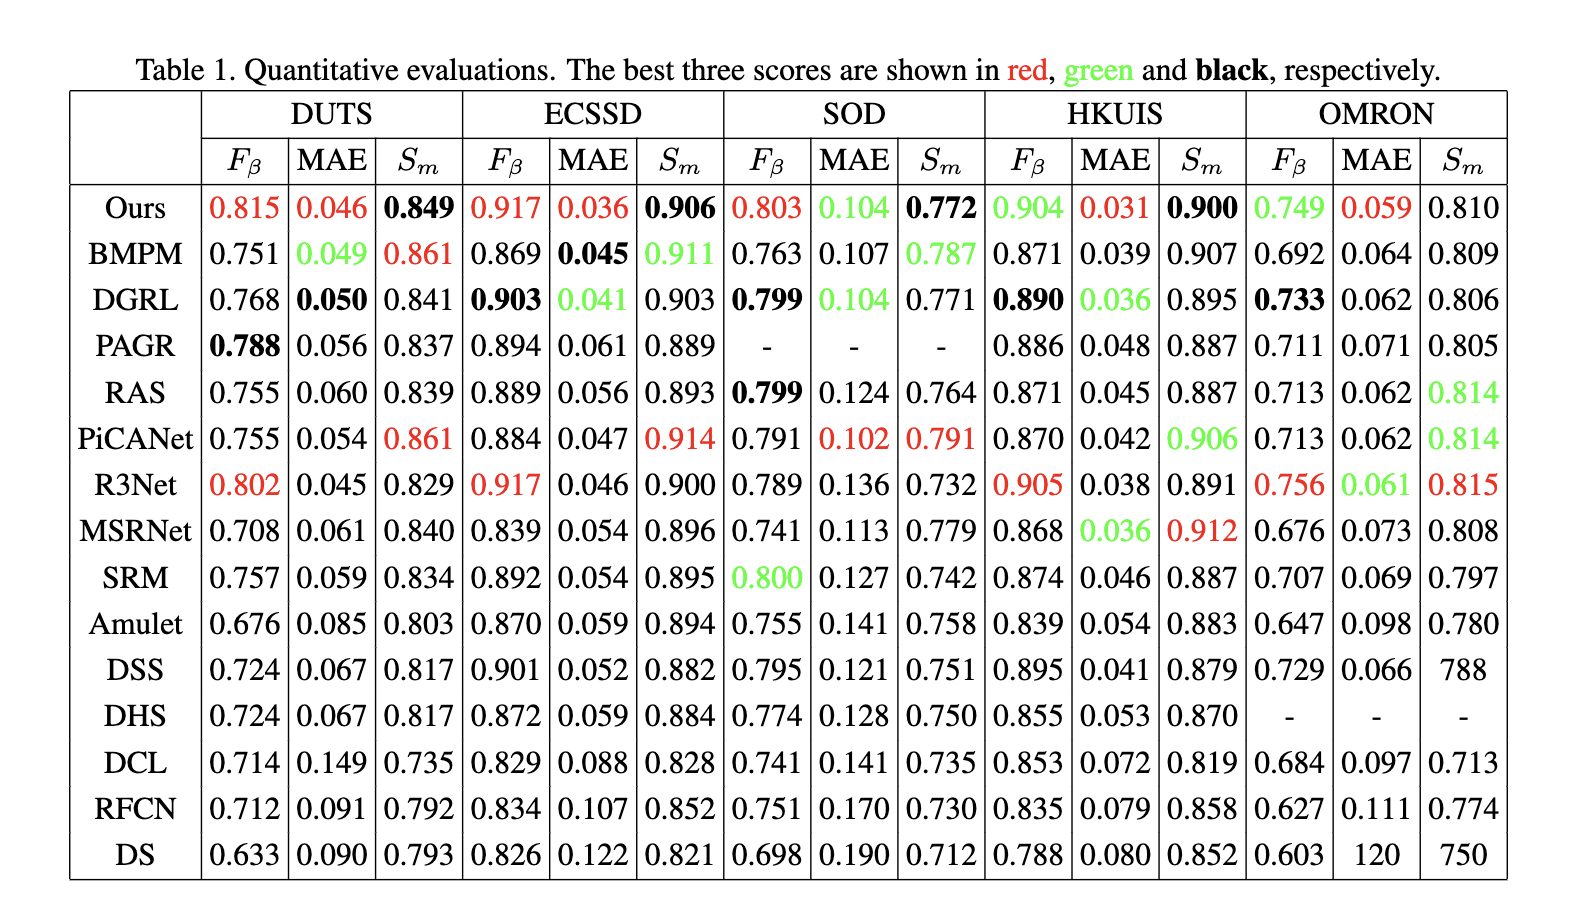 Table 1. Quantitative evaluations. The best three scores are shown in red, green and black, respectively.
DUTS ECSSD SOD HKUIS OMRON
Fβ MAE Sm Fβ MAE Sm Fβ MAE Sm Fβ MAE Sm Fβ MAE Sm
Ours 0.815 0.046 0.849 0.917 0.036 0.906 0.803 0.104 0.772 0.904 0.031 0.900 0.749 0.059 0.810
BMPM 0.751 0.049 0.861 0.869 0.045 0.911 0.763 0.107 0.787 0.871 0.039 0.907 0.692 0.064 0.809
DGRL 0.768 0.050 0.841 0.903 0.041 0.903 0.799 0.104 0.771 0.890 0.036 0.895 0.733 0.062 0.806
PAGR 0.788 0.056 0.837 0.894 0.061 0.889 - - - 0.886 0.048 0.887 0.711 0.071 0.805
RAS 0.755 0.060 0.839 0.889 0.056 0.893 0.799 0.124 0.764 0.871 0.045 0.887 0.713 0.062 0.814
PiCANet 0.755 0.054 0.861 0.884 0.047 0.914 0.791 0.102 0.791 0.870 0.042 0.906 0.713 0.062 0.814
R3Net 0.802 0.045 0.829 0.917 0.046 0.900 0.789 0.136 0.732 0.905 0.038 0.891 0.756 0.061 0.815
MSRNet 0.708 0.061 0.840 0.839 0.054 0.896 0.741 0.113 0.779 0.868 0.036 0.912 0.676 0.073 0.808
SRM 0.757 0.059 0.834 0.892 0.054 0.895 0.800 0.127 0.742 0.874 0.046 0.887 0.707 0.069 0.797
Amulet 0.676 0.085 0.803 0.870 0.059 0.894 0.755 0.141 0.758 0.839 0.054 0.883 0.647 0.098 0.780
DSS 0.724 0.067 0.817 0.901 0.052 0.882 0.795 0.121 0.751 0.895 0.041 0.879 0.729 0.066 788
DHS 0.724 0.067 0.817 0.872 0.059 0.884 0.774 0.128 0.750 0.855 0.053 0.870 - - -
DCL 0.714 0.149 0.735 0.829 0.088 0.828 0.741 0.141 0.735 0.853 0.072 0.819 0.684 0.097 0.713
RFCN 0.712 0.091 0.792 0.834 0.107 0.852 0.751 0.170 0.730 0.835 0.079 0.858 0.627 0.111 0.774
DS 0.633 0.090 0.793 0.826 0.122 0.821 0.698 0.190 0.712 0.788 0.080 0.852 0.603 120 750